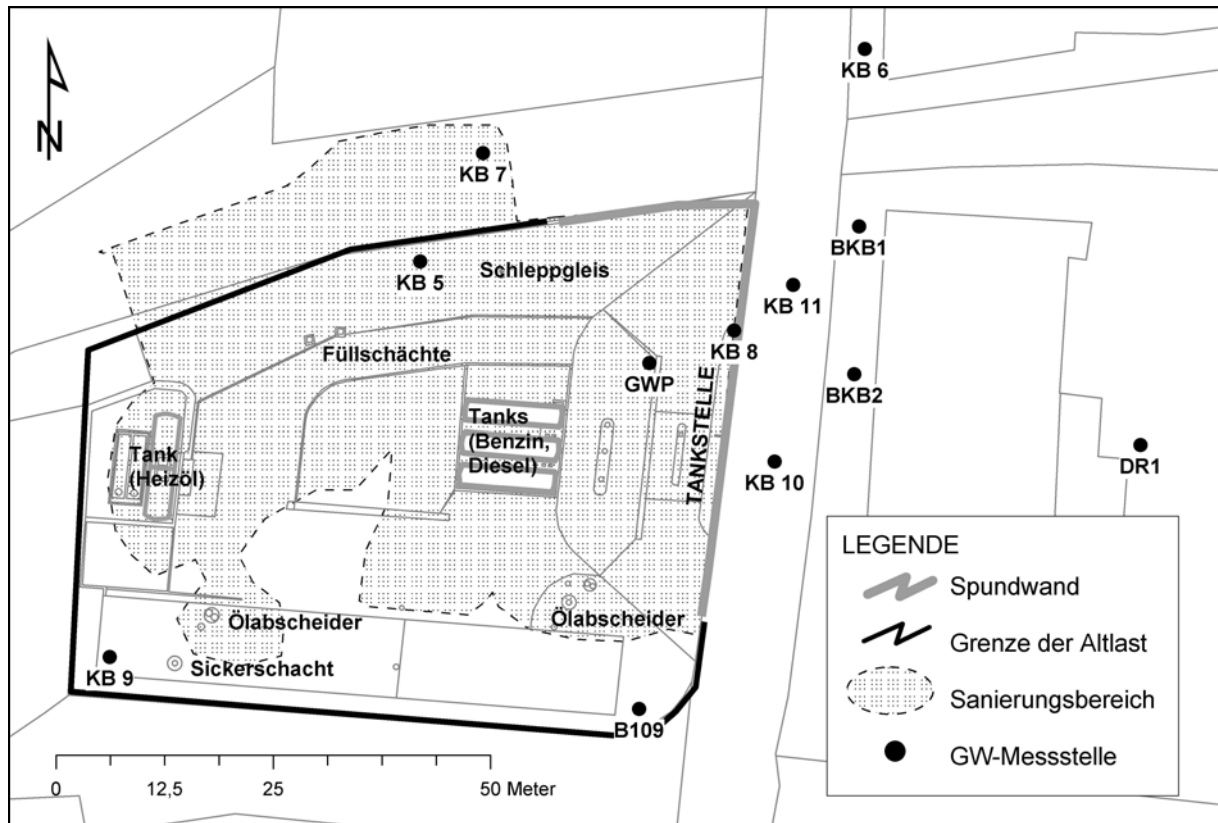 N
KB 6
KB 7
BKB1
KB 5
Schleppgleis
KB 11
KB 8
Füllschächte
GWP
BKB2
TANKSTELLE
Tanks
(Benzin,
Diesel)
Tank
(Heizöl)
KB 10
DR1
Ölabscheider
Ölabscheider
Sickerschacht
KB 9
B109
0
12,5
25
50 Meter
LEGENDE
Spundwand
Grenze der Altlast
Sanierungsbereich
GW-Messstelle